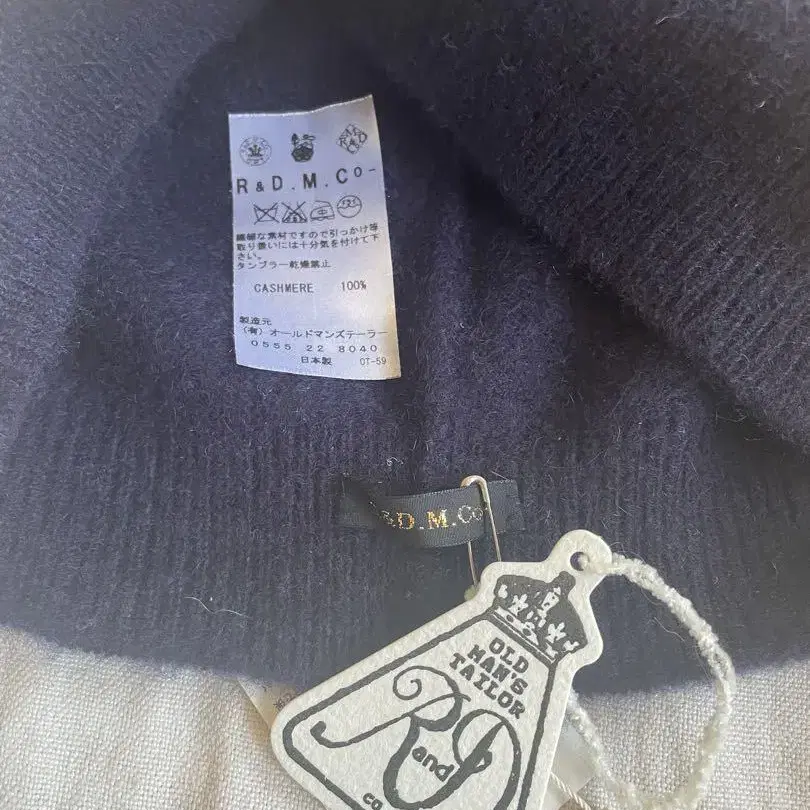 R & D . M . Co-
繊細な素材ですので引っかけ等
取り扱いには十分気を付けて下
さい。
タンブラー乾燥禁止
CASHMERE 100%
製造元
(有) オールドマンズテーラー
0555 22 8040
日本製 OT-59
&D.M.Co-
OLD
MAN'S
TAILOR
R and D
co